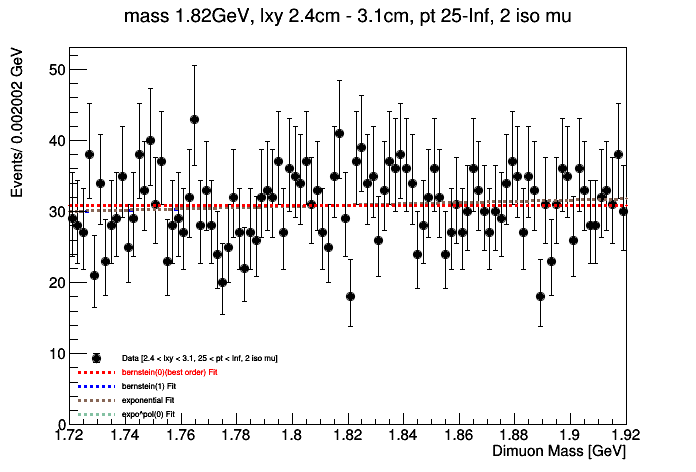 mass 1.82GeV, lxy 2.4cm - 3.1cm, pt 25-Inf, 2 iso mu
Events/ 0.002002 GeV
50
40
30
20
10
0
Data [2.4 < lxy < 3.1, 25 < pt < Inf, 2 iso mu]
bernstein(0)(best order) Fit
bernstein(1) Fit
exponential Fit
expo*pol(0) Fit
1.72 1.74 1.76 1.78 1.8 1.82 1.84 1.86 1.88 1.9 1.92
Dimuon Mass [GeV]